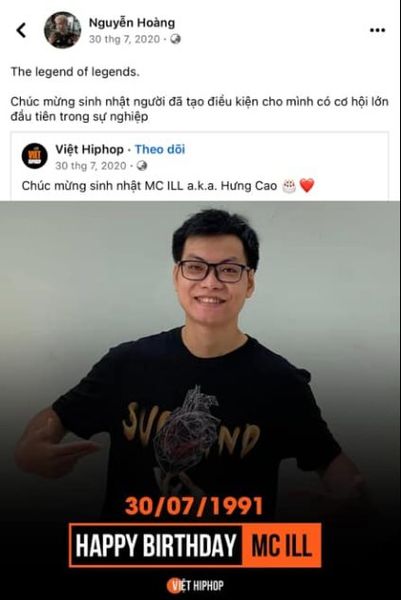 Nguyễn Hoàng
30 thg 7, 2020 ·
The legend of legends.
Chúc mừng sinh nhật người đã tạo điều kiện cho mình có cơ hội lớn
đầu tiên trong sự nghiệp
VIỆT
HIPHOP
Việt Hiphop · Theo dõi
30 thg 7, 2020 ·
Chúc mừng sinh nhật MC ILL a.k.a. Hưng Cao 🎂❤️
30/07/1991
HAPPY BIRTHDAY MC ILL
VIỆT HIPHOP